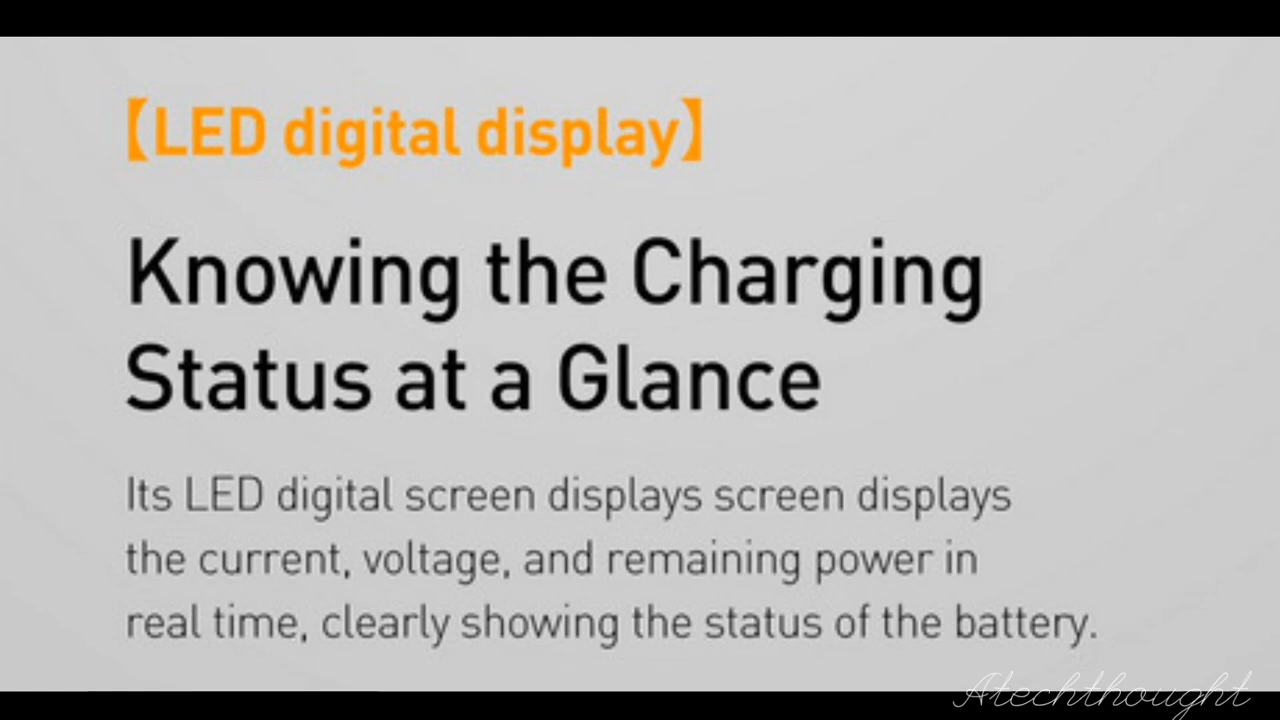 【LED digital display】
Knowing the Charging
Status at a Glance
Its LED digital screen displays screen displays
the current, voltage, and remaining power in
real time, clearly showing the status of the battery.
Atechthought